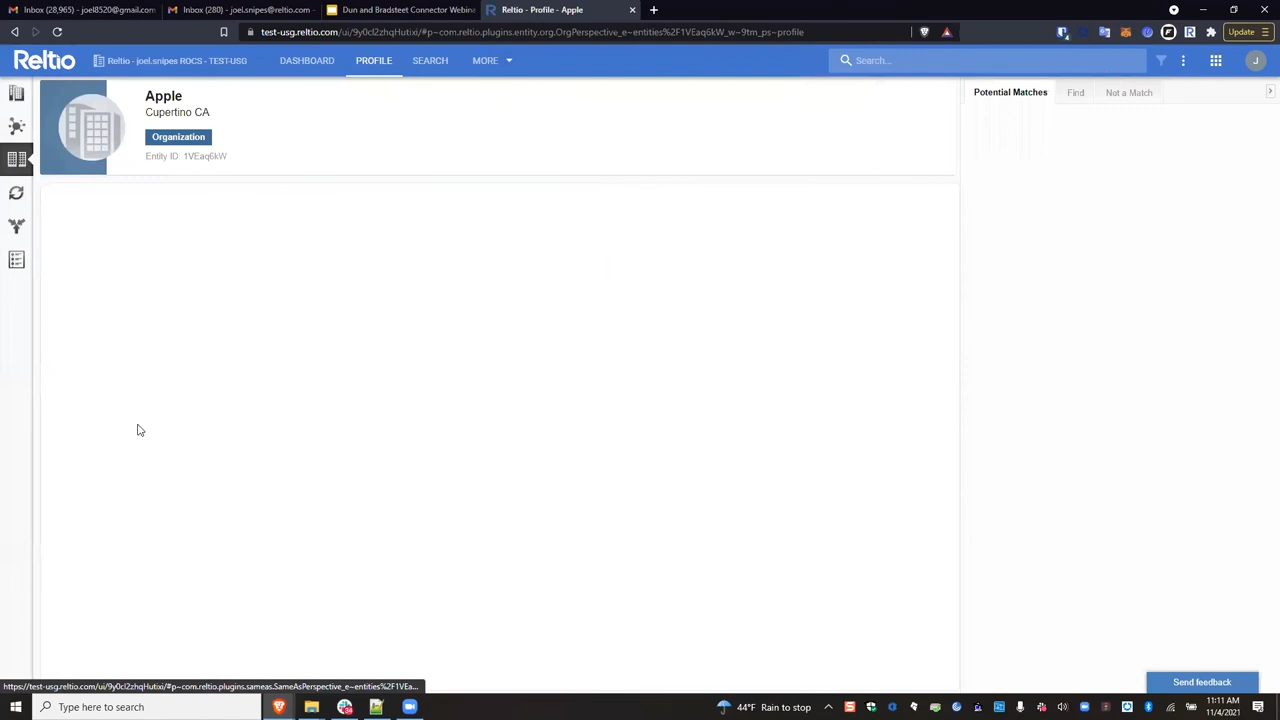 Inbox (28,965) - joel8520@gmail.com
Inbox (280) - joel.snipes@reltio.com -
Dun and Bradsteet Connector Webina
Reltio - Profile - Apple
test-usg.reltio.com/ui/9y0cl2zhqHutixi/#p~com.reltio.plugins.entity.org.OrgPerspective_e~entities%2F1VEaq6kW_w~9tm_ps~profile
Update
Reltio
Reltio - joel.snipes ROCS - TEST-USG
DASHBOARD
PROFILE
SEARCH
MORE
Search...
J
Apple
Cupertino CA
Organization
Entity ID: 1VEaq6kW
Potential Matches
Find
Not a Match
Send feedback
https://test-usg.reltio.com/ui/9y0cl2zhqHutixi/#p~com.reltio.plugins.sameas.SameAsPerspective_e~entities%2F1VEa...
Type here to search
44°F Rain to stop
11:11 AM
11/4/2021